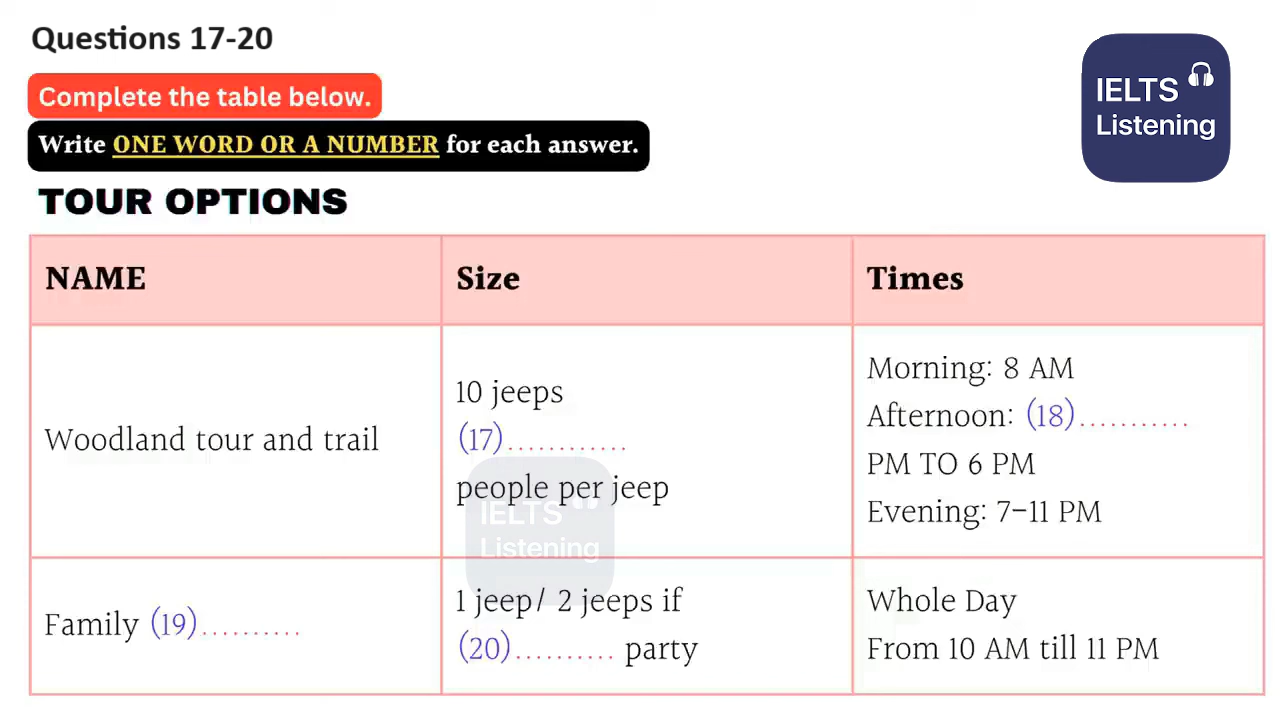 Questions 17-20
IELTS
Listening
Complete the table below.
Write ONE WORD OR A NUMBER for each answer.
TOUR OPTIONS
NAME
Size
Times
Woodland tour and trail
10 jeeps
(17)............
people per jeep
Morning: 8 AM
Afternoon: (18)...........
PM TO 6 PM
Evening: 7–11 PM
IELTS
Listening
Family (19)..........
1 jeep/ 2 jeeps if
(20).......... party
Whole Day
From 10 AM till 11 PM